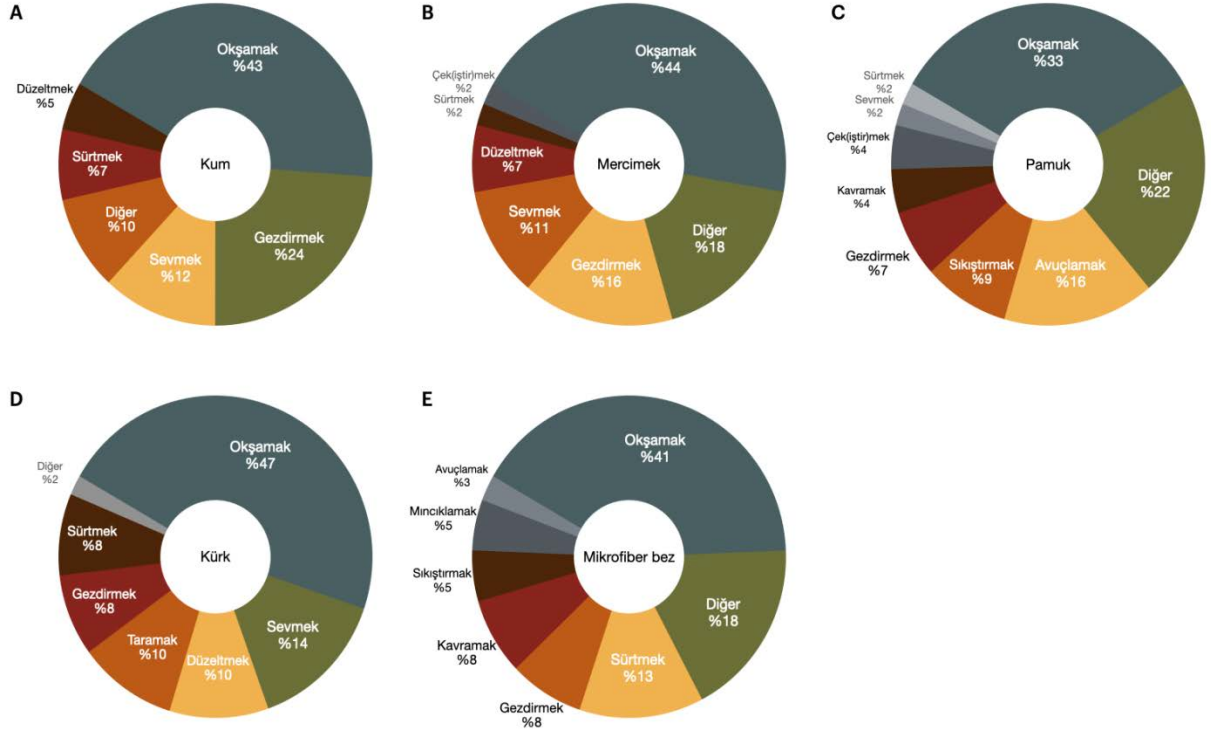 A
Okşamak
%43
Düzeltmek
%5
Sürtmek
%7
Kum
Diğer
%10
Gezdirmek
%24
Sevmek
%12
B
Okşamak
%44
Çek(iştir)mek
%2
Sürtmek
%2
Düzeltmek
%7
Mercimek
Sevmek
%11
Diğer
%18
Gezdirmek
%16
C
Okşamak
%33
Sürtmek
%2
Sevmek
%2
Çek(iştir)mek
%4
Pamuk
Diğer
%22
Kavramak
%4
Gezdirmek
%7
Sıkıştırmak
%9
Avuçlamak
%16
D
Okşamak
%47
Diğer
%2
Sürtmek
%8
Kürk
Gezdirmek
%8
Sevmek
%14
Taramak
%10
Düzeltmek
%10
E
Okşamak
%41
Avuçlamak
%3
Mıncıklamak
%5
Mikrofiber bez
Sıkıştırmak
%5
Diğer
%18
Kavramak
%8
Sürtmek
%13
Gezdirmek
%8